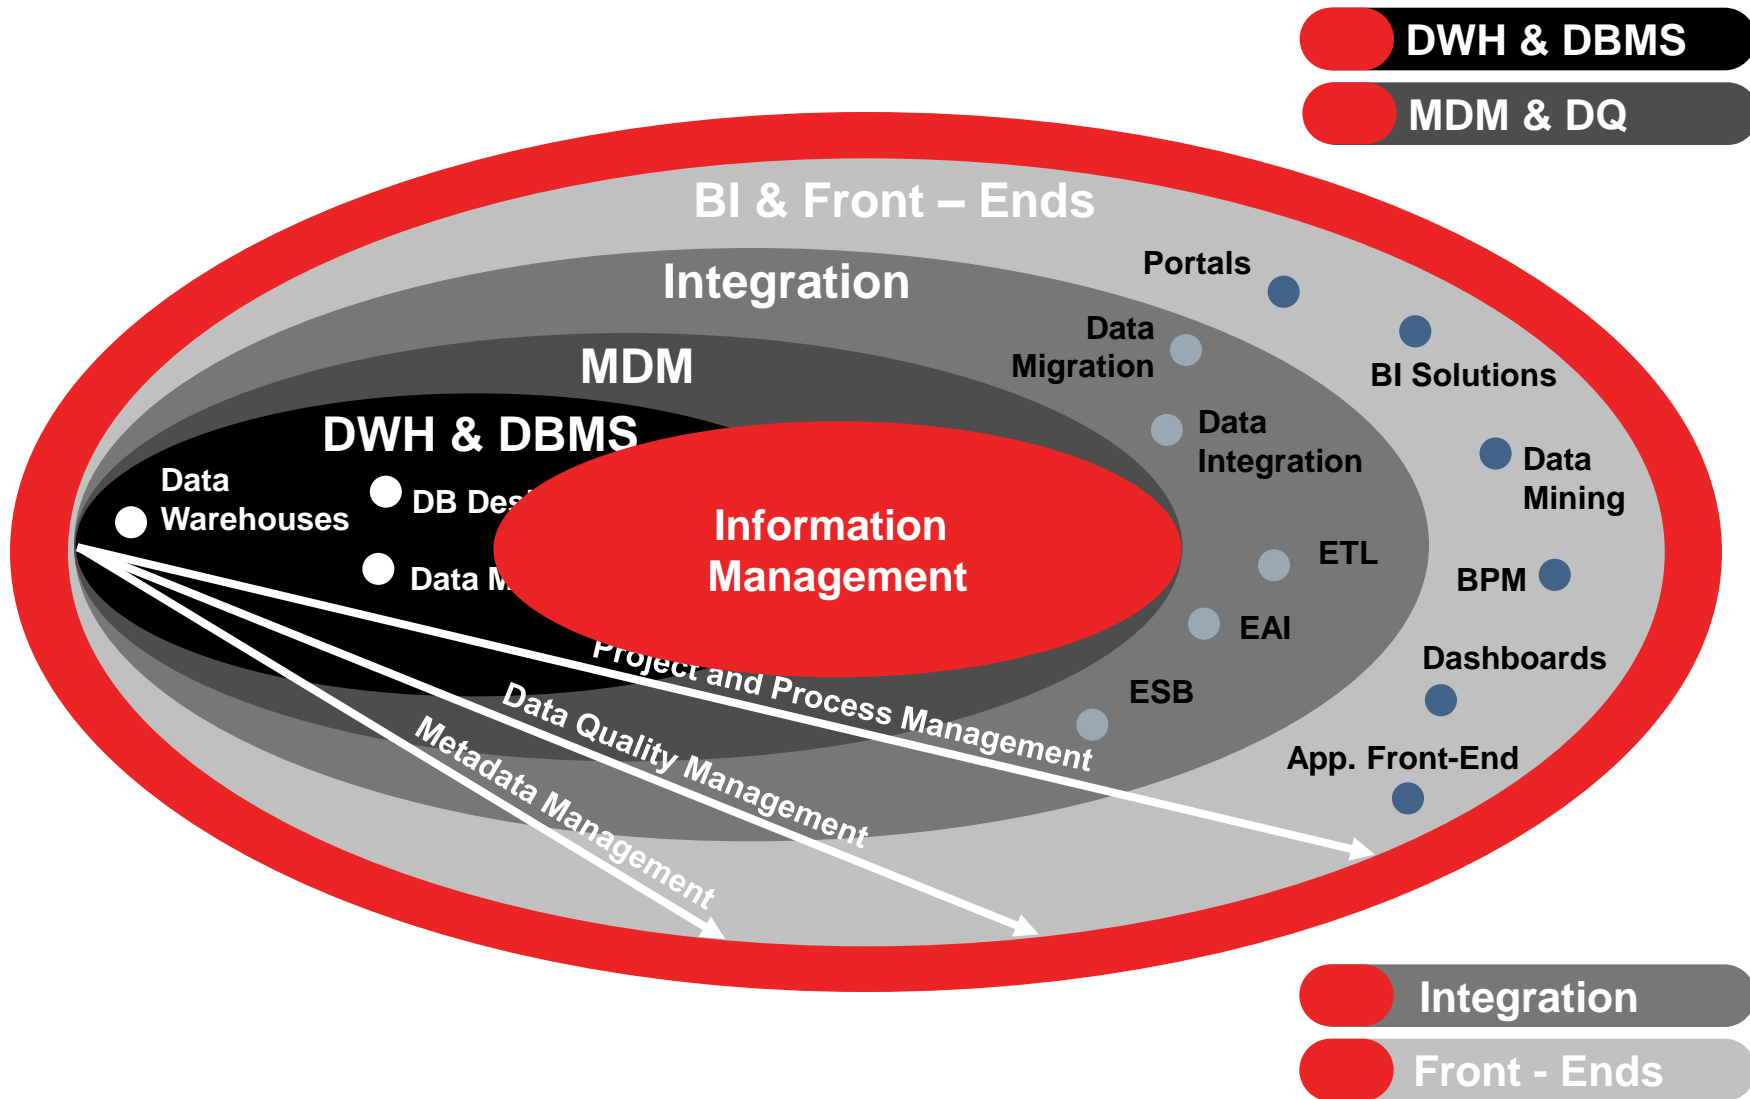 DWH & DBMS
MDM & DQ
BI & Front – Ends
Integration
MDM
DWH & DBMS
Portals
Data
Migration
BI Solutions
Data
Integration
Data
Mining
Data
Warehouses
DB
Data
Information
Management
ETL
BPM
EAI
Dashboards
ESB
App. Front-End
Project and Process Management
Data Quality Management
Metadata Management
Integration
Front - Ends